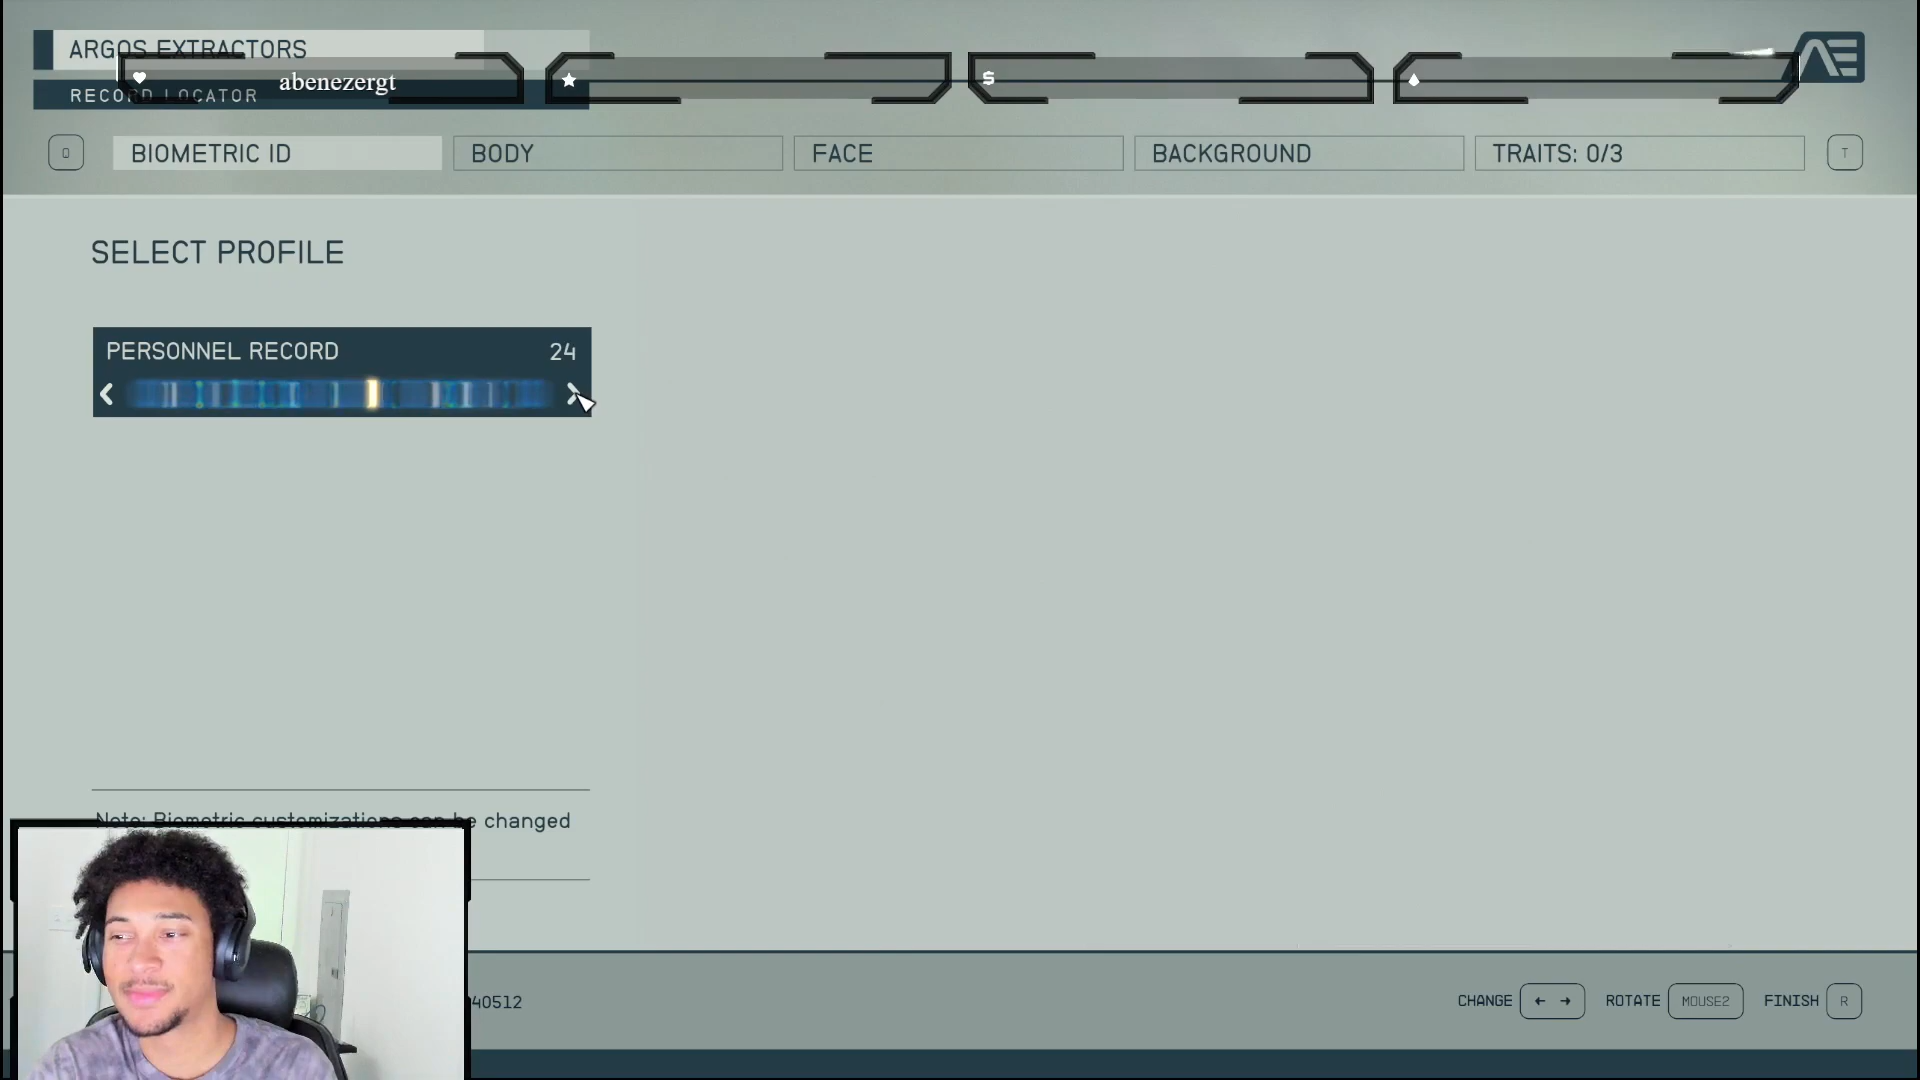 ARGOS EXTRACTORS
abenezergt
RECORD LOCATOR
BIOMETRIC ID
BODY
FACE
BACKGROUND
TRAITS: 0/3
T
AE
SELECT PROFILE
PERSONNEL RECORD 24
Note: Biometric customizations can be changed
40512
CHANGE
ROTATE MOUSE2
FINISH R